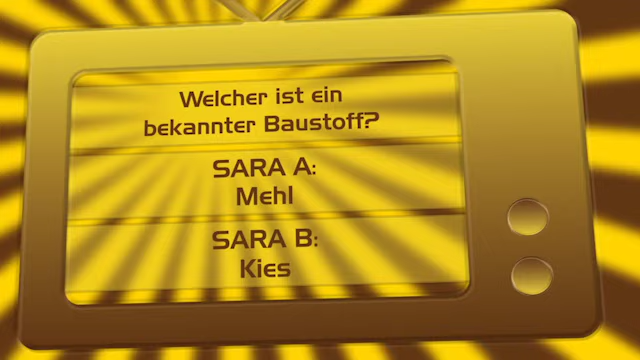 Welcher ist ein
bekannter Baustoff?
SARA A:
Mehl
SARA B:
Kies